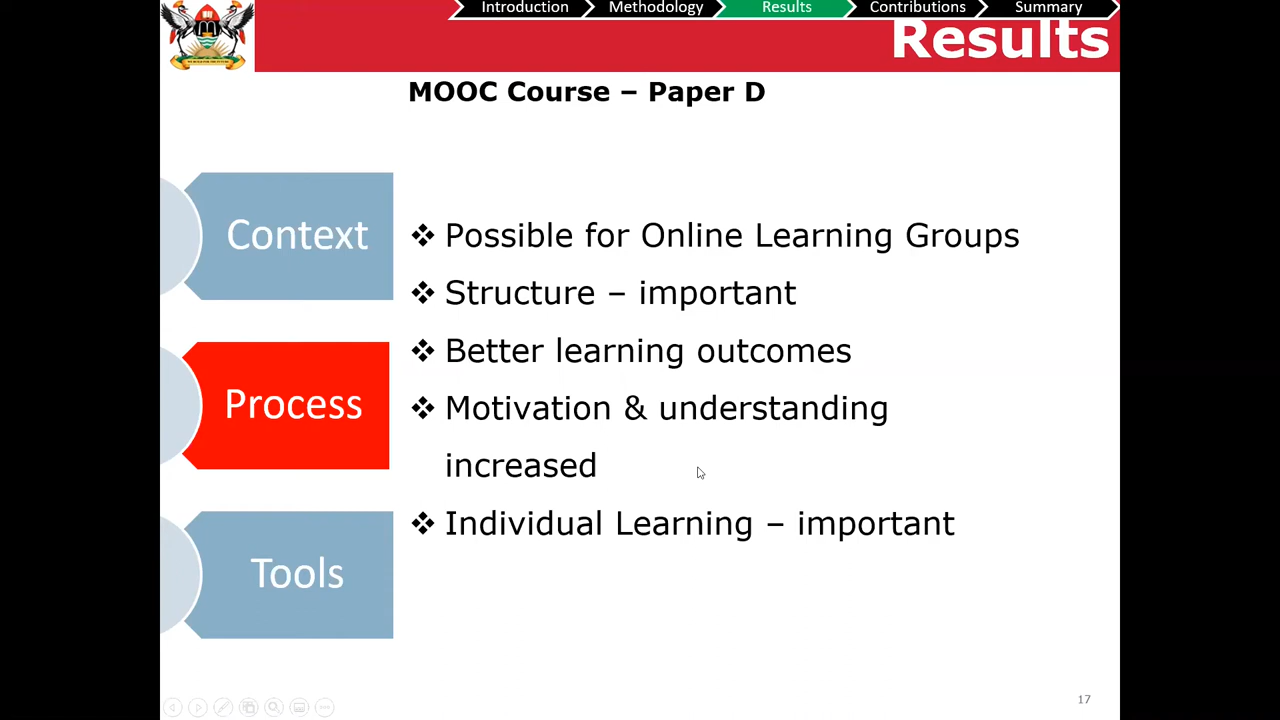 Introduction
Methodology
Results
Contributions
Summary
Results
MOOC Course – Paper D
Context
Process
Tools
❖ Possible for Online Learning Groups
❖ Structure – important
❖ Better learning outcomes
❖ Motivation & understanding
increased
❖ Individual Learning – important
17